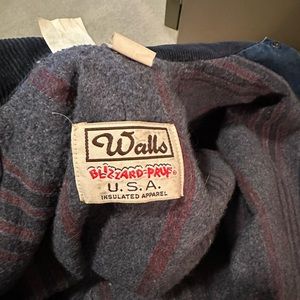 Walls
BLIZZARD-PRUF®
U.S.A.
INSULATED APPAREL